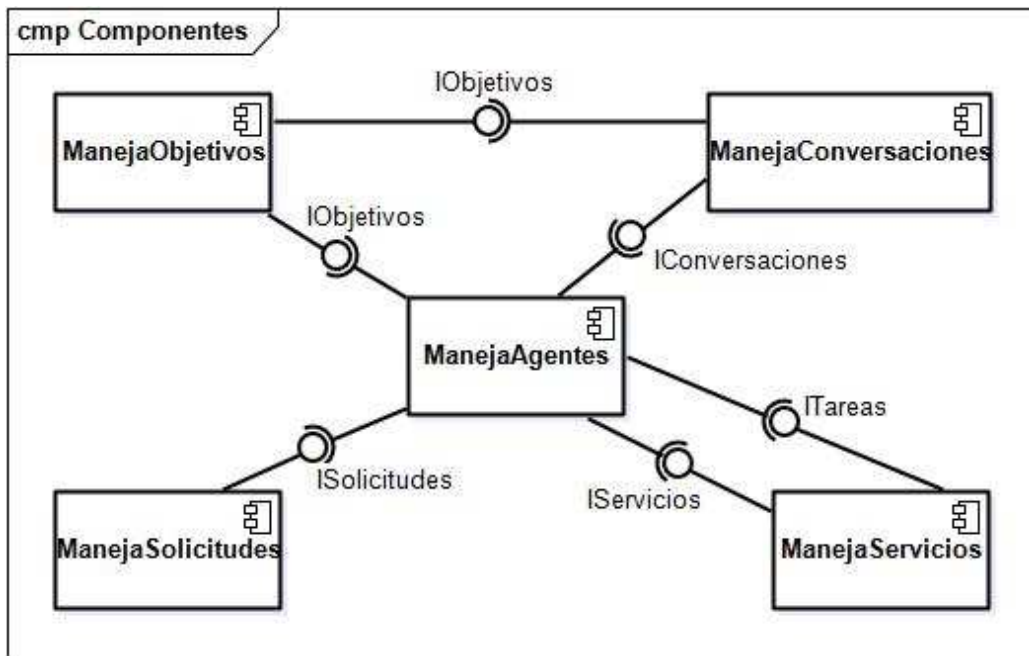 cmp Componentes
IObjetivos
ManejaObjetivos
ManejaConversaciones
IObjetivos
IConversaciones
ManejaAgentes
ITareas
ISolicitudes
IServicios
ManejaSolicitudes
ManejaServicios